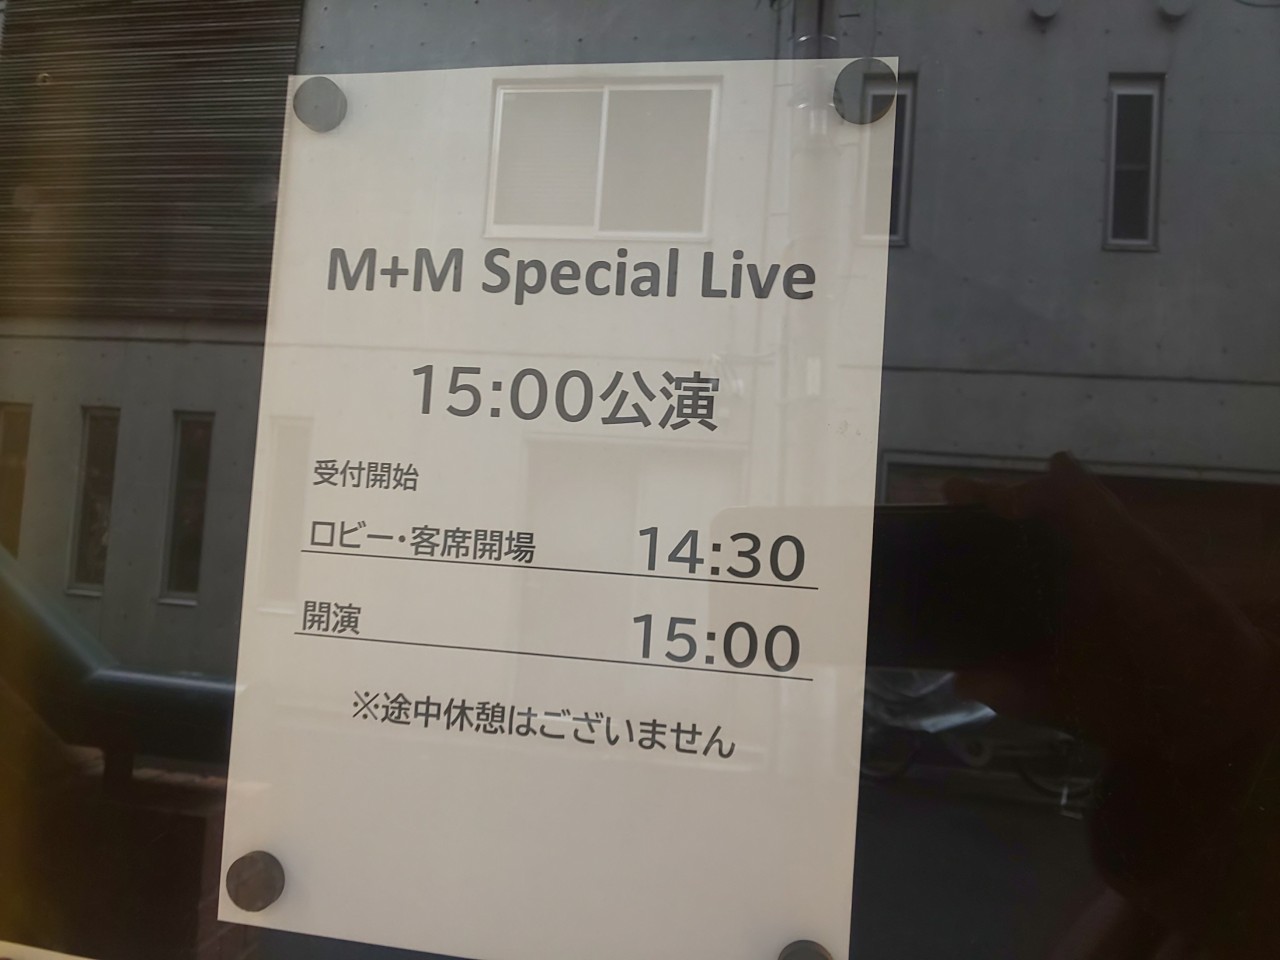 M+M Special Live
15:00公演
受付開始
ロビー・客席開場 14:30
開演 15:00
※途中休憩はございません